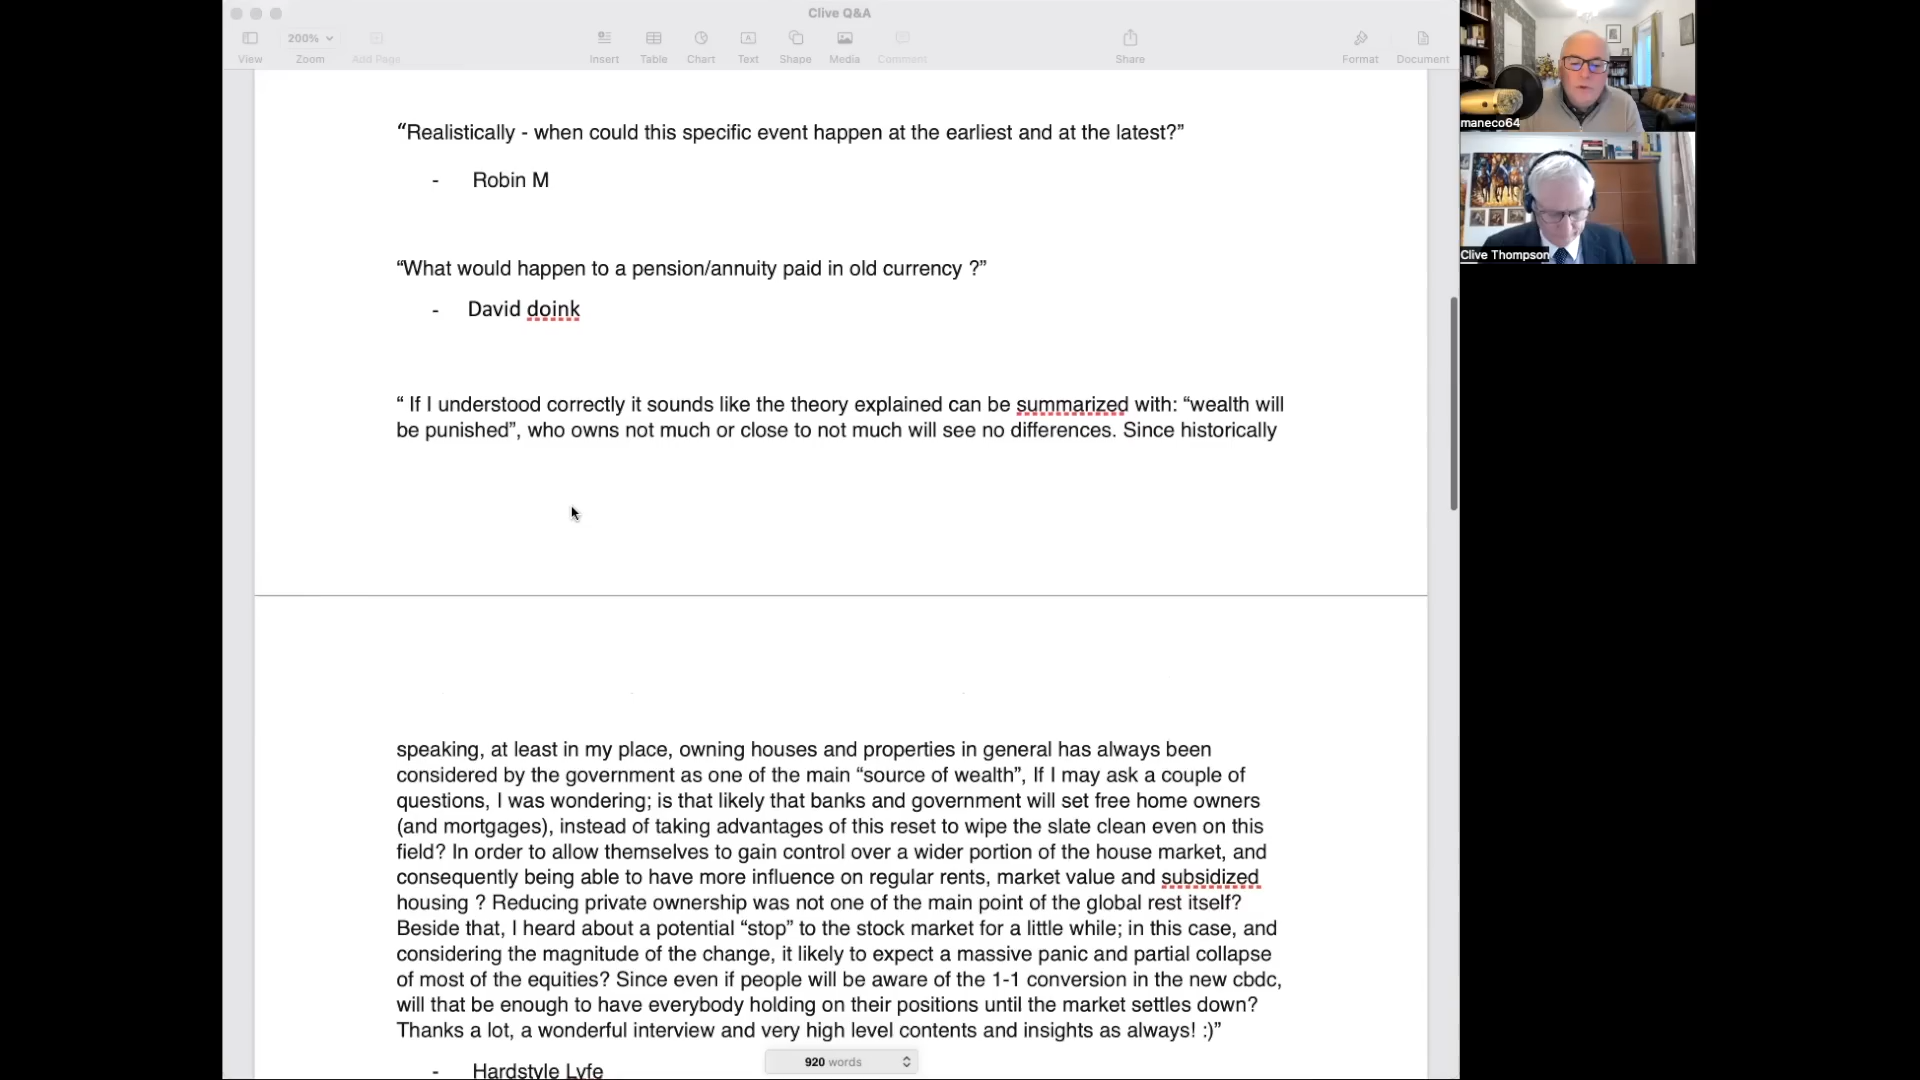 Clive Q&A
200%
View
Zoom
Add Page
Insert
Table
Chart
Text
Shape
Media
Comment
Share
Format
Document
“Realistically - when could this specific event happen at the earliest and at the latest?”
- Robin M
“What would happen to a pension/annuity paid in old currency ?”
- David doink
“ If I understood correctly it sounds like the theory explained can be summarized with: “wealth will
be punished”, who owns not much or close to not much will see no differences. Since historically
speaking, at least in my place, owning houses and properties in general has always been
considered by the government as one of the main “source of wealth”, If I may ask a couple of
questions, I was wondering; is that likely that banks and government will set free home owners
(and mortgages), instead of taking advantages of this reset to wipe the slate clean even on this
field? In order to allow themselves to gain control over a wider portion of the house market, and
consequently being able to have more influence on regular rents, market value and subsidized
housing ? Reducing private ownership was not one of the main point of the global rest itself?
Beside that, I heard about a potential “stop” to the stock market for a little while; in this case, and
considering the magnitude of the change, it likely to expect a massive panic and partial collapse
of most of the equities? Since even if people will be aware of the 1-1 conversion in the new cbdc,
will that be enough to have everybody holding on their positions until the market settles down?
Thanks a lot, a wonderful interview and very high level contents and insights as always! :)”
- Hardstyle Lyfe
920 words
maneco64
Clive Thompson